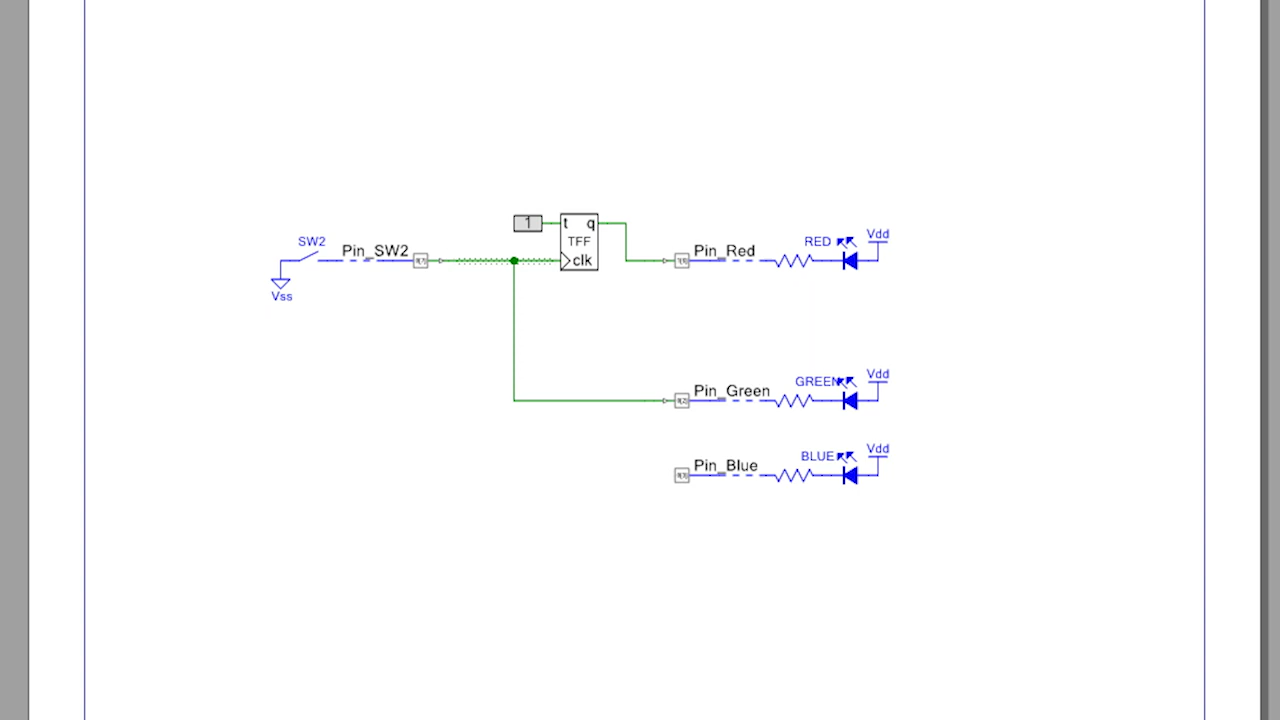 1
t q
TFF
clk
SW2
Pin_SW2
Vss
Pin_Red
RED
Vdd
Pin_Green
GREEN
Vdd
Pin_Blue
BLUE
Vdd